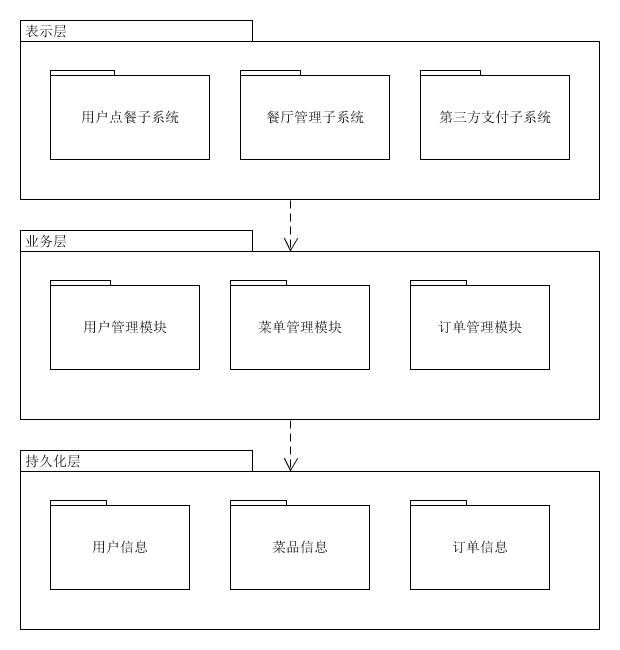 表示层
用户点餐子系统
餐厅管理子系统
第三方支付子系统
业务层
用户管理模块
菜单管理模块
订单管理模块
持久化层
用户信息
菜品信息
订单信息